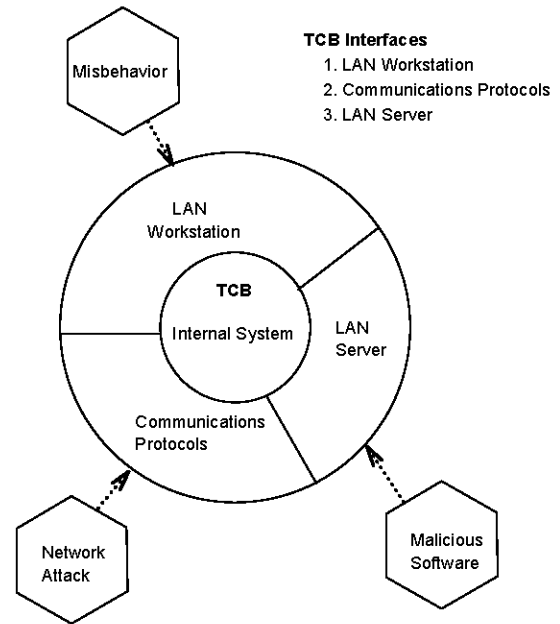 Misbehavior
TCB Interfaces
1. LAN Workstation
2. Communications Protocols
3. LAN Server
LAN
Workstation
TCB
Internal System
LAN
Server
Communications
Protocols
Network
Attack
Malicious
Software